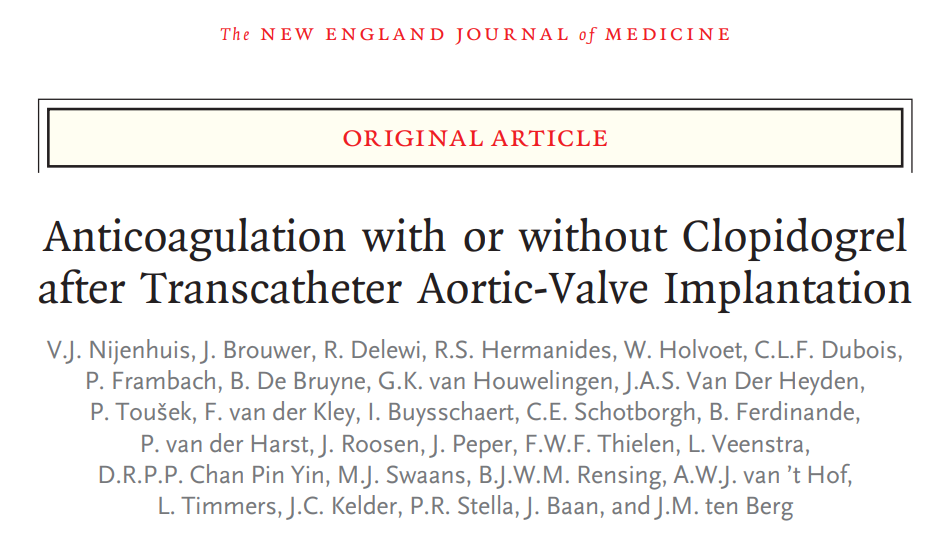 The NEW ENGLAND JOURNAL of MEDICINE
ORIGINAL ARTICLE
Anticoagulation with or without Clopidogrel
after Transcatheter Aortic-Valve Implantation
V.J. Nijenhuis, J. Brouwer, R. Delewi, R.S. Hermanides, W. Holvoet, C.L.F. Dubois,
P. Frambach, B. De Bruyne, G.K. van Houwelingen, J.A.S. Van Der Heyden,
P. Toušek, F. van der Kley, I. Buysschaert, C.E. Schotborgh, B. Ferdinande,
P. van der Harst, J. Roosen, J. Peper, F.W.F. Thielen, L. Veenstra,
D.R.P.P. Chan Pin Yin, M.J. Swaans, B.J.W.M. Rensing, A.W.J. van ’t Hof,
L. Timmers, J.C. Kelder, P.R. Stella, J. Baan, and J.M. ten Berg